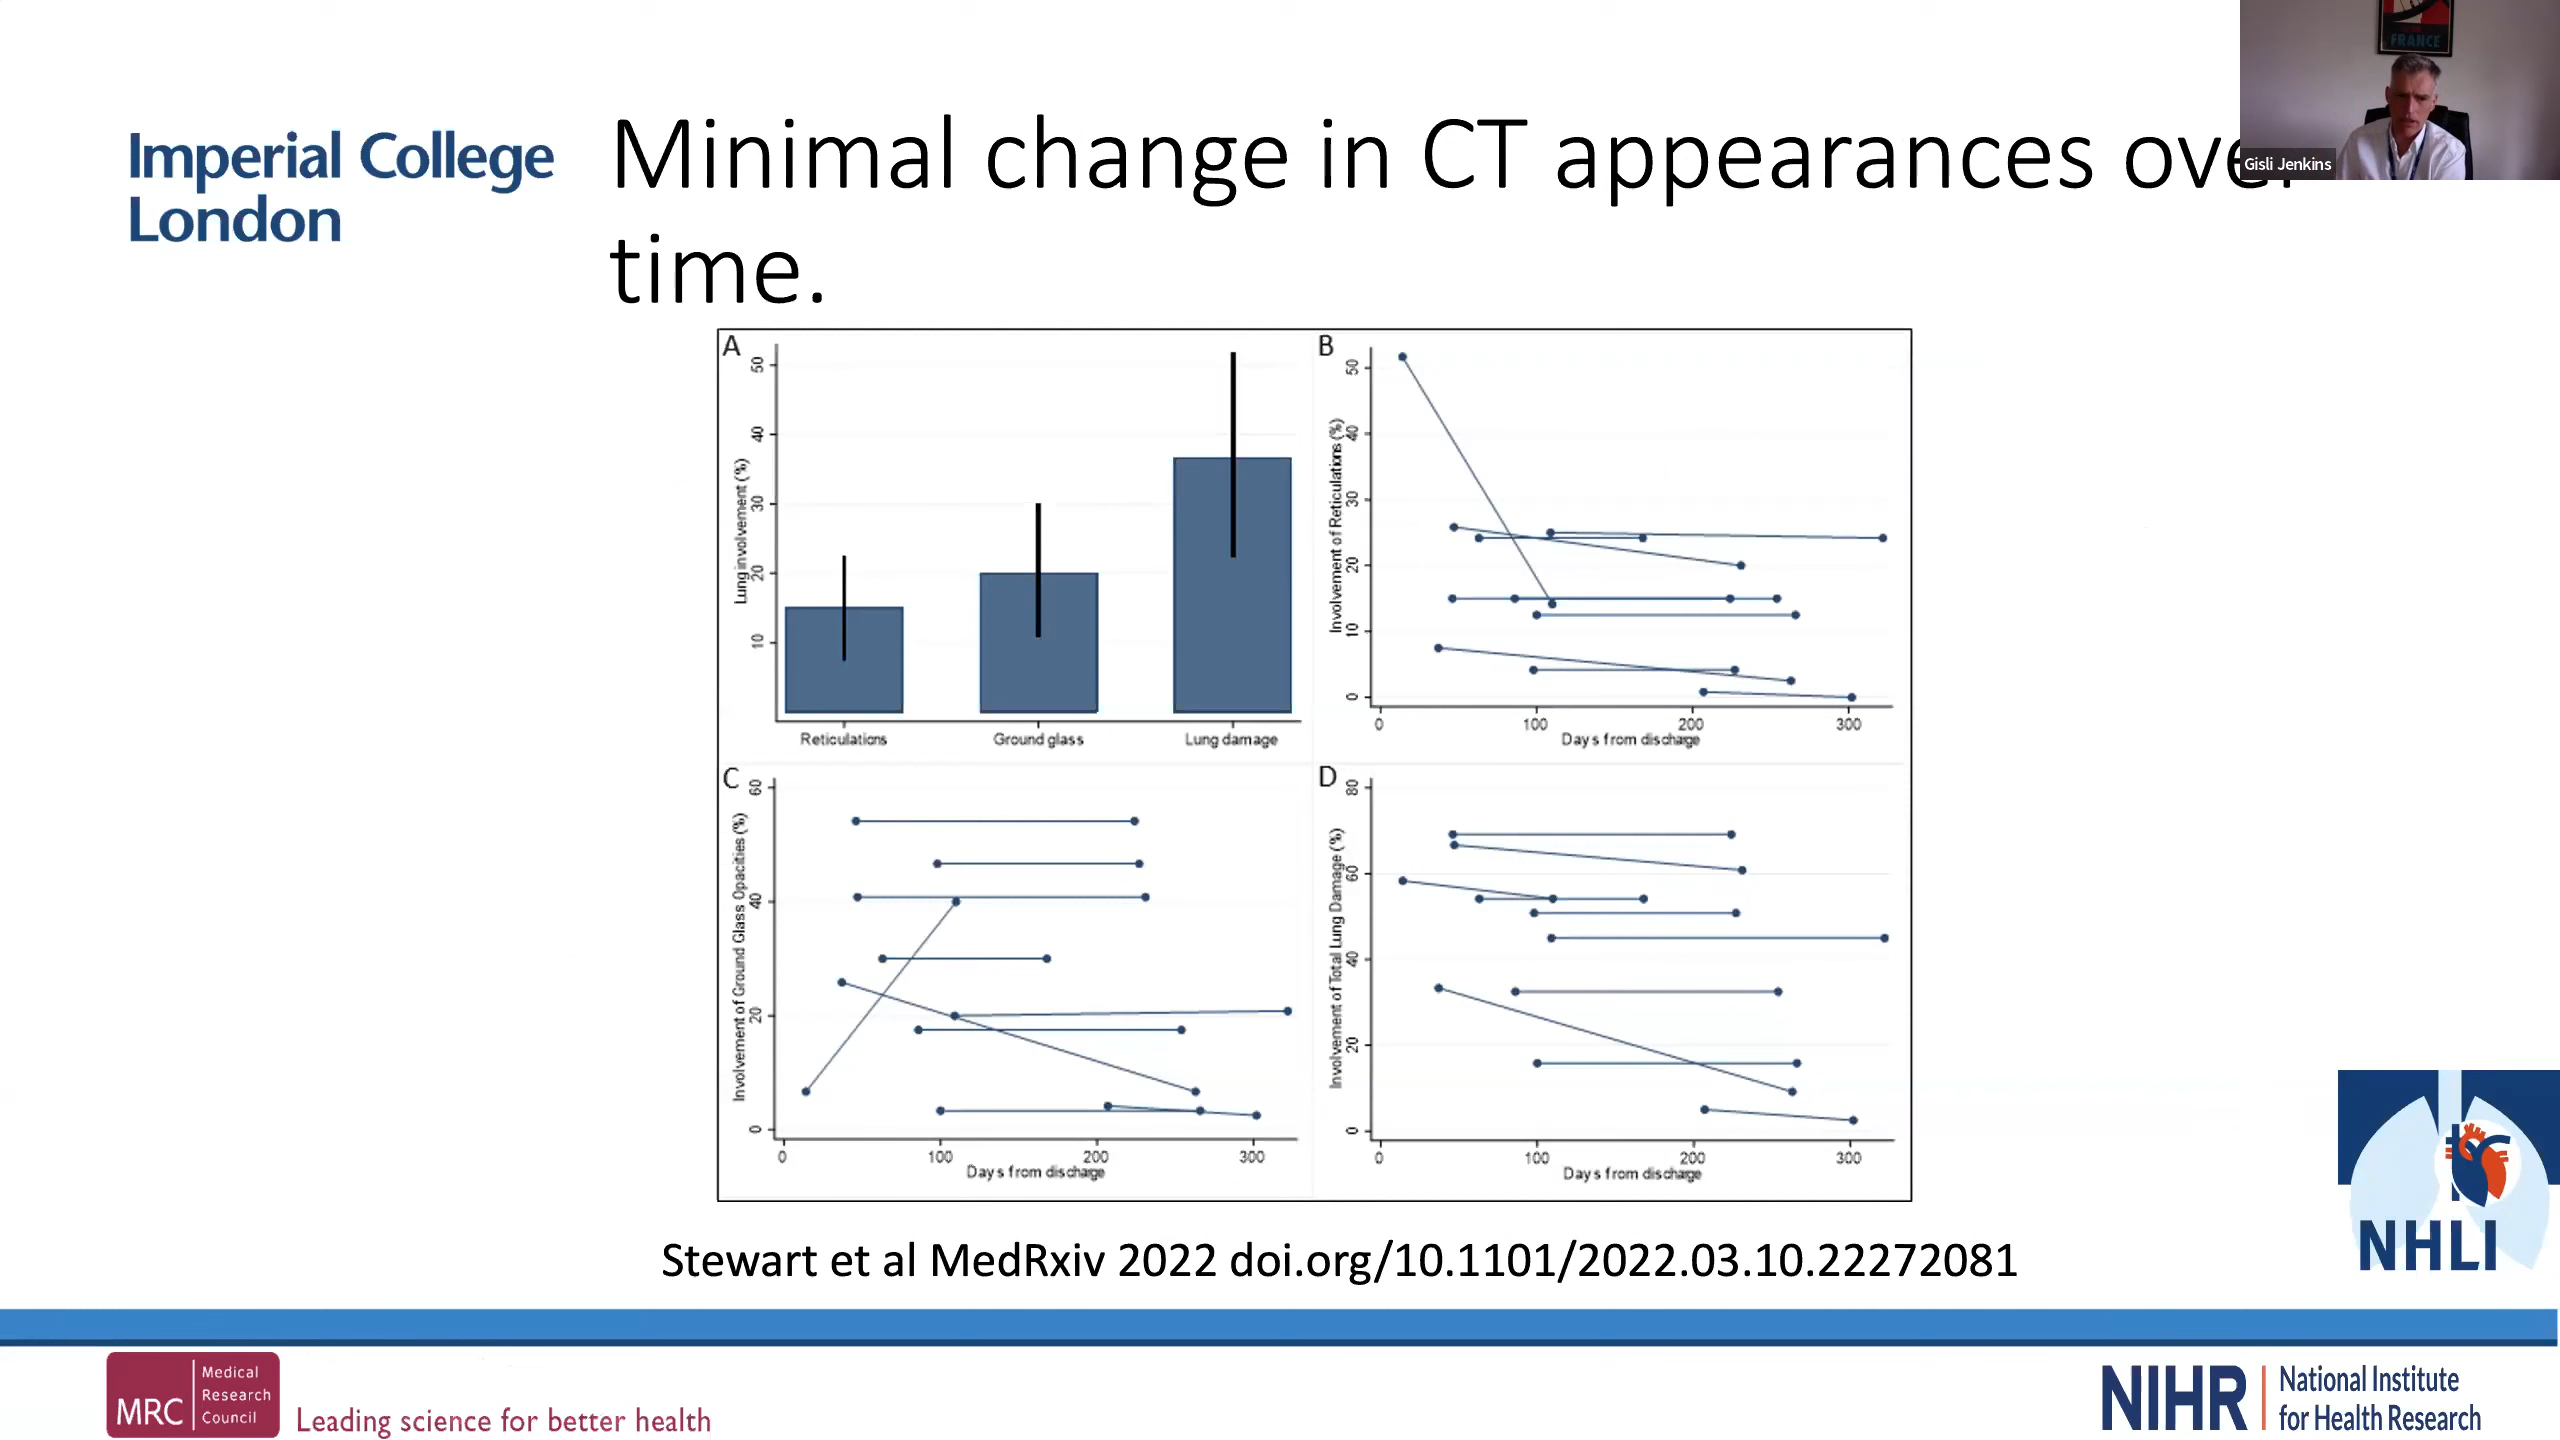 FRANCE
Gisli Jenkins
Imperial College
London
Minimal change in CT appearances over
time.
A
50
40
30
20
10
Lung involvement (%)
Reticulations
Ground glass
Lung damage
B
50
40
30
20
10
0
Involvement of Reticulations (%)
0
100
200
300
Days from discharge
C
60
40
20
0
Involvement of Ground Glass Opacities (%)
0
100
200
300
Days from discharge
D
80
60
40
20
0
Involvement of Total Lung Damage (%)
0
100
200
300
Days from discharge
Stewart et al MedRxiv 2022 doi.org/10.1101/2022.03.10.22272081
NHLI
MRC
Medical
Research
Council
Leading science for better health
NIHR
National Institute
for Health Research